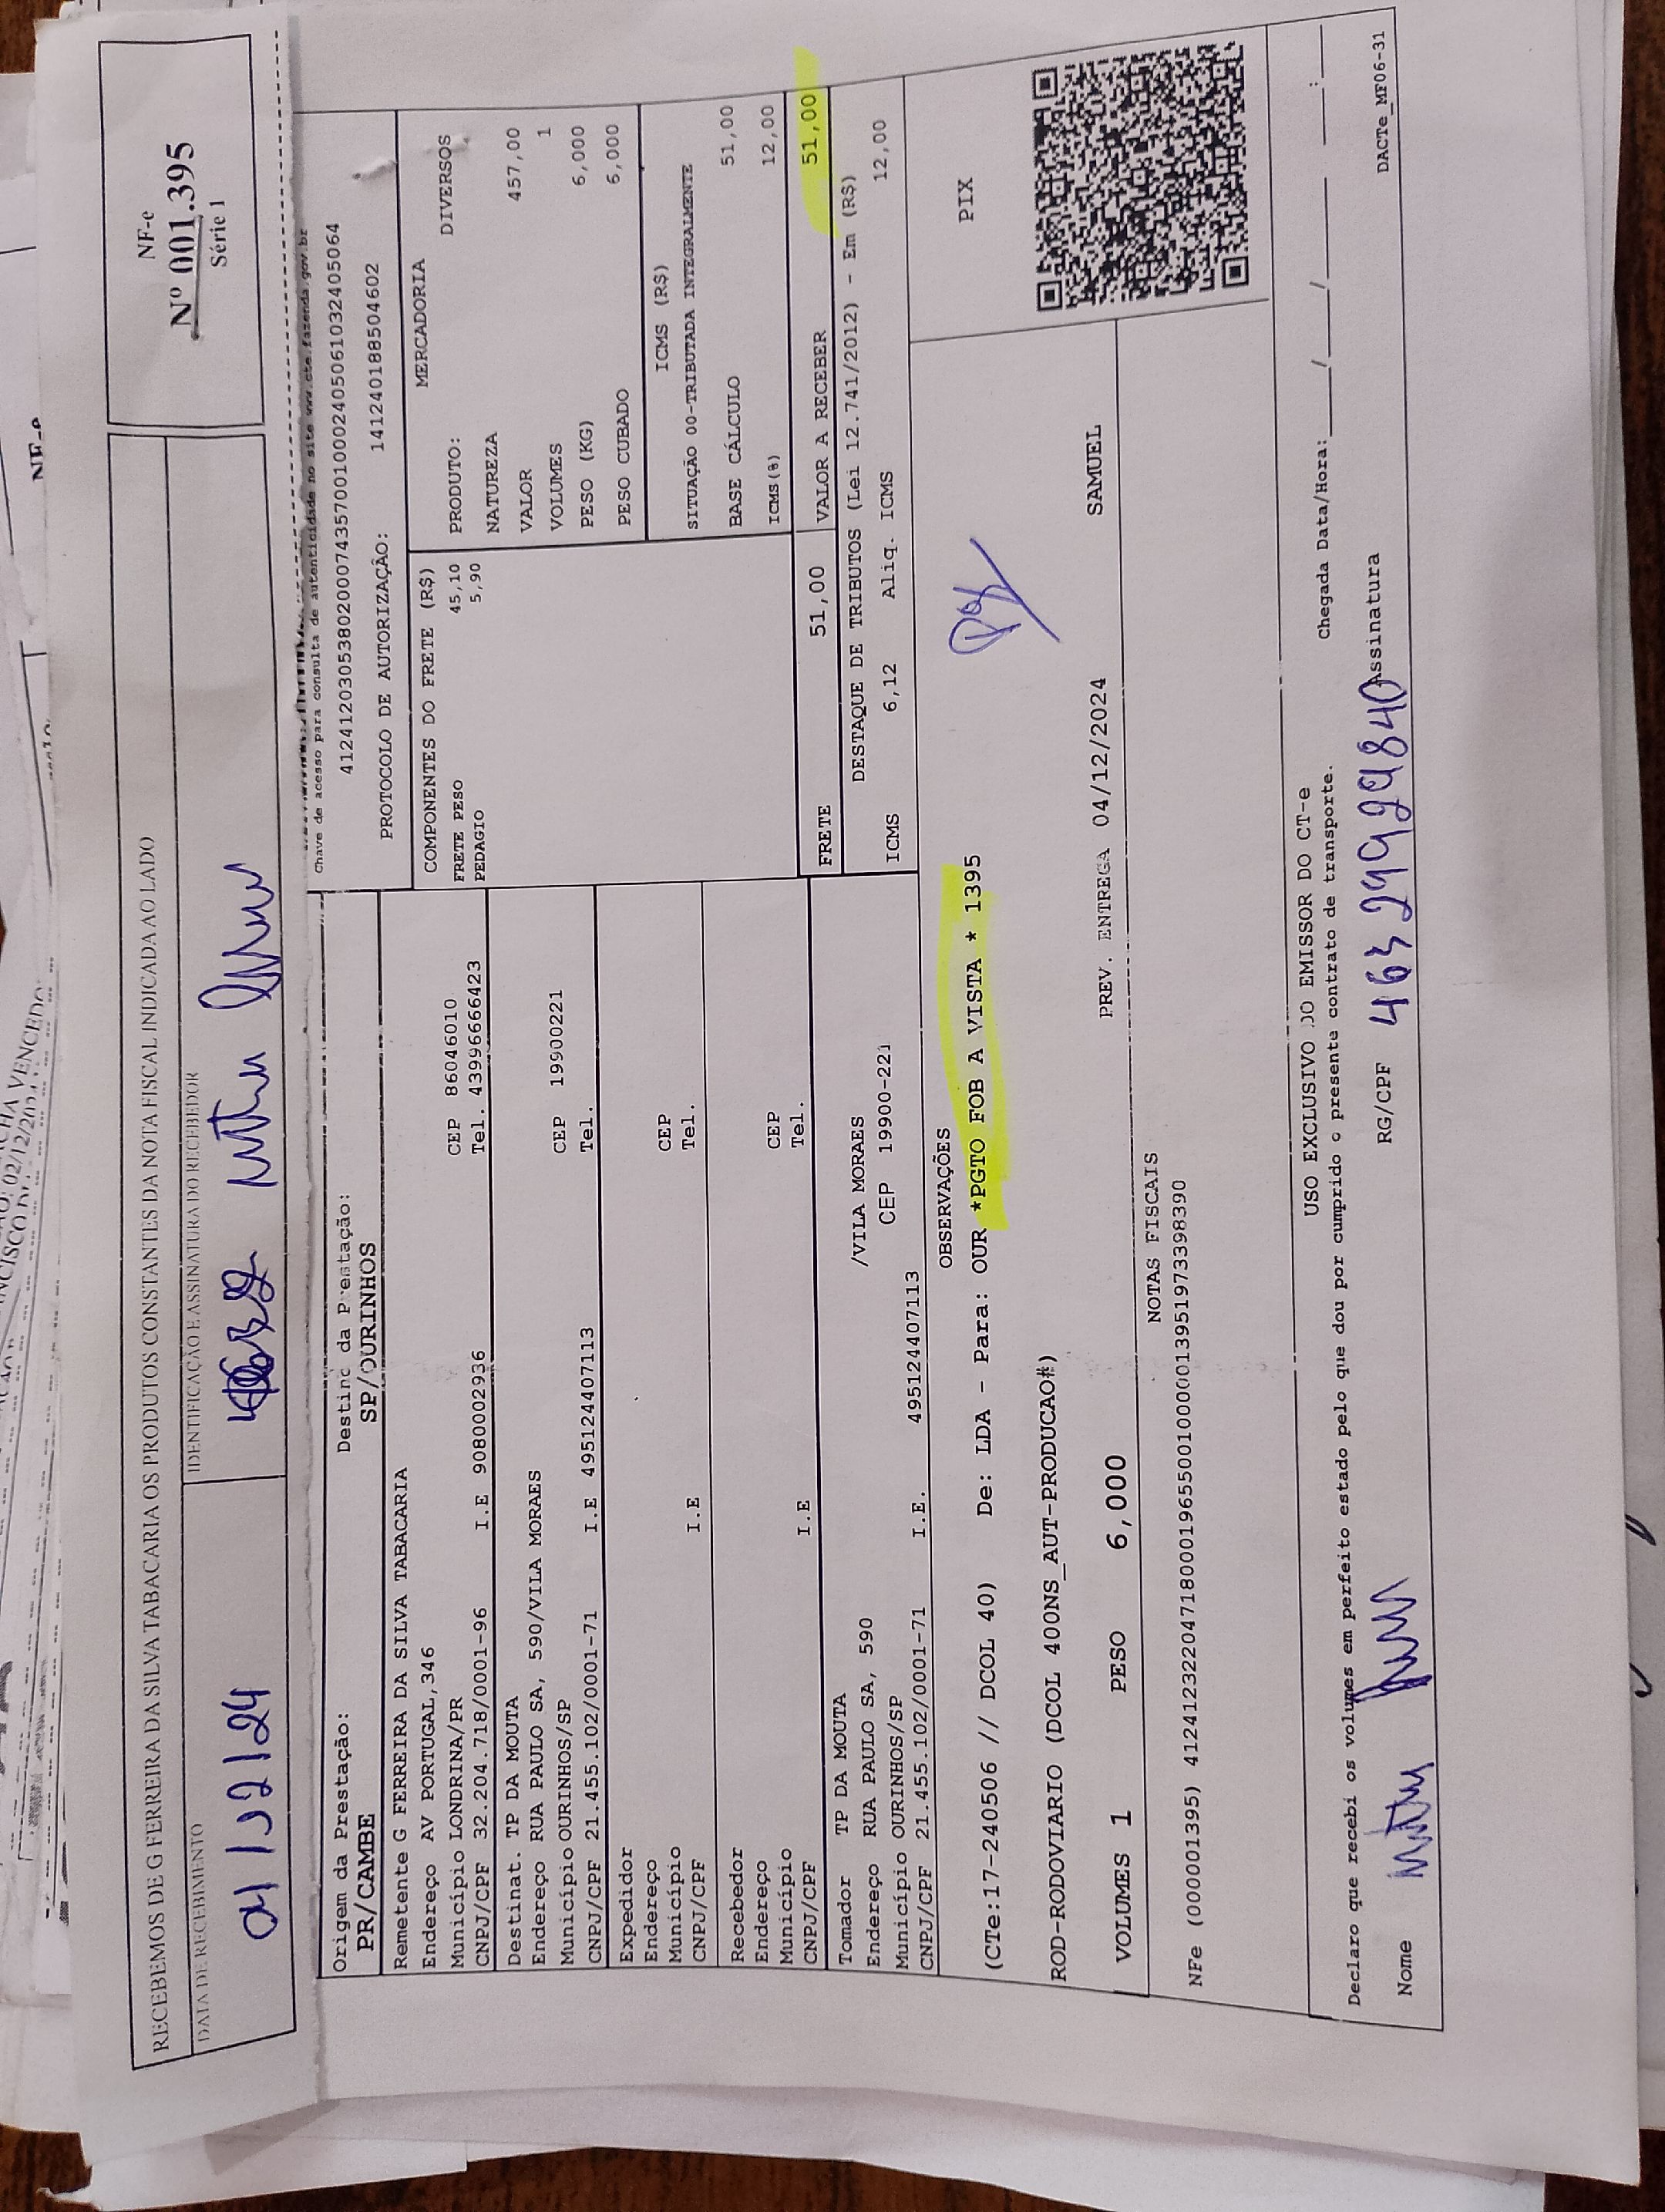 RECEBEMOS DE G FERREIRA DA SILVA TABACARIA OS PRODUTOS CONSTANTES DA NOTA FISCAL INDICADA AO LADO
DATA DE RECEBIMENTO
IDENTIFICAÇÃO E ASSINATURA DO RECEBEDOR
NF-e
Nº 001.395
Série 1
Chave de acesso para consulta de autenticidade no site www.cte.fazenda.gov.br
41241203053802000743570010002405061032405064
PROTOCOLO DE AUTORIZAÇÃO: 141240188504602
Origem da Prestação:
PR/CAMBE
Destino da Prestação:
SP/OURINHOS
Remetente G FERREIRA DA SILVA TABACARIA
Endereço AV PORTUGAL,346
Município LONDRINA/PR CEP 86046010
CNPJ/CPF 32.204.718/0001-96 I.E 9080002936 Tel. 43996666423
Destinat. TP DA MOUTA
Endereço RUA PAULO SA, 590/VILA MORAES
Município OURINHOS/SP CEP 19900221
CNPJ/CPF 21.455.102/0001-71 I.E 495124407113 Tel.
Expedidor
Endereço
Município CEP
CNPJ/CPF I.E Tel.
Recebedor
Endereço
Município CEP
CNPJ/CPF I.E Tel.
Tomador TP DA MOUTA
Endereço RUA PAULO SA, 590 /VILA MORAES
Município OURINHOS/SP CEP 19900-221
CNPJ/CPF 21.455.102/0001-71 I.E. 495124407113
COMPONENTES DO FRETE (R$)
FRETE PESO 45,10
PEDAGIO 5,90
MERCADORIA
PRODUTO: DIVERSOS
NATUREZA
VALOR 457,00
VOLUMES 1
PESO (KG) 6,000
PESO CUBADO 6,000
ICMS (R$)
SITUAÇÃO 00-TRIBUTADA INTEGRALMENTE
BASE CÁLCULO 51,00
ICMS(%) 12,00
FRETE 51,00 VALOR A RECEBER 51,00
DESTAQUE DE TRIBUTOS (Lei 12.741/2012) - Em (R$)
ICMS 6,12 Aliq. ICMS 12,00
OBSERVAÇÕES
(CTe:17-240506 // DCOL 40) De: LDA - Para: OUR *PGTO FOB A VISTA * 1395
PIX
ROD-RODOVIARIO (DCOL 400NS_AUT-PRODUCAO#)
VOLUMES 1 PESO 6,000 PREV. ENTREGA 04/12/2024 SAMUEL
NOTAS FISCAIS
NFe (000001395) 41241232204718000196550010000013951973398390
USO EXCLUSIVO DO EMISSOR DO CT-e
Declaro que recebi os volumes em perfeito estado pelo que dou por cumprido o presente contrato de transporte. Chegada Data/Hora: ____/____/____ ___:___
Nome RG/CPF 463299299840 Assinatura
DACTe_MF06-31